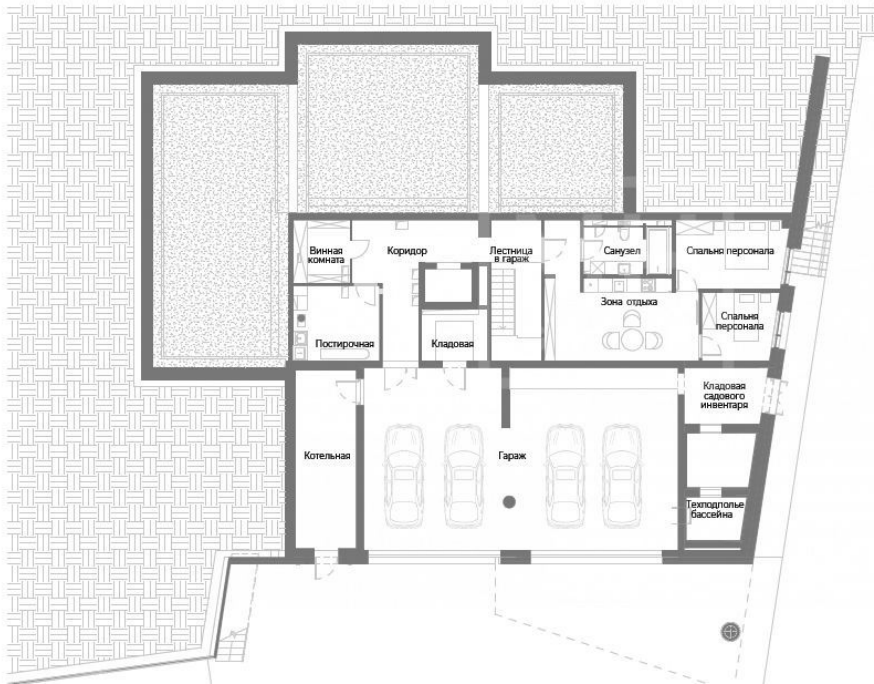 Винная
комната
Коридор
Лестница
в гараж
Санузел
Спальня персонала
Зона отдыха
Спальня
персонала
Постирочная
Кладовая
Кладовая
садового
инвентаря
Котельная
Гараж
Техподполье
бассейна